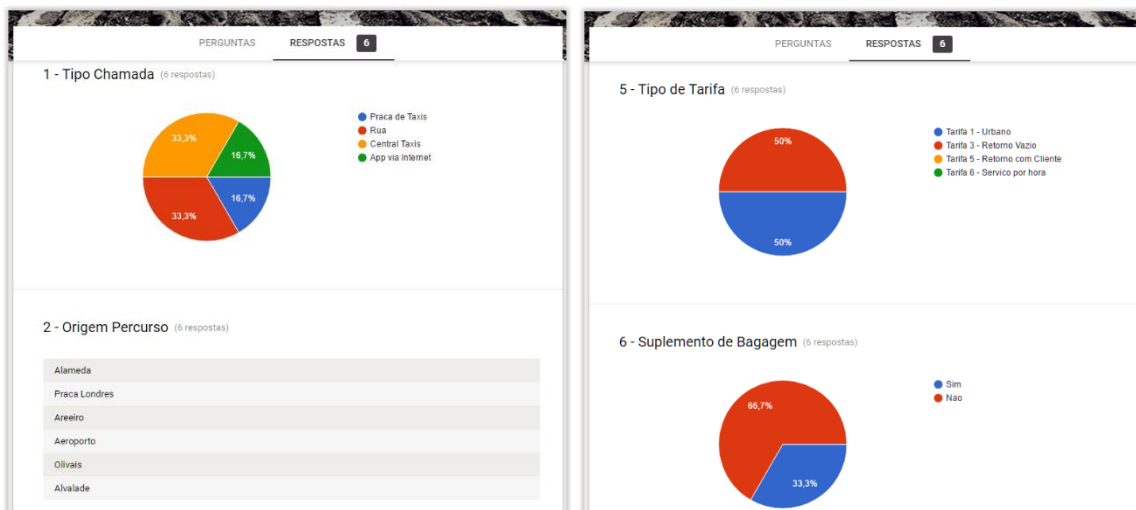 PERGUNTAS RESPOSTAS 6
1 - Tipo Chamada (6 respostas)
33,3%
16,7%
16,7%
33,3%
Praca de Taxis
Rua
Central Taxis
App via Internet
2 - Origem Percurso (6 respostas)
Alameda
Praca Londres
Areeiro
Aeroporto
Olivais
Alvalade
PERGUNTAS RESPOSTAS 6
5 - Tipo de Tarifa (6 respostas)
50%
50%
Tarifa 1 - Urbano
Tarifa 3 - Retorno Vazio
Tarifa 5 - Retorno com Cliente
Tarifa 6 - Servico por hora
6 - Suplemento de Bagagem (6 respostas)
66,7%
33,3%
Sim
Nao